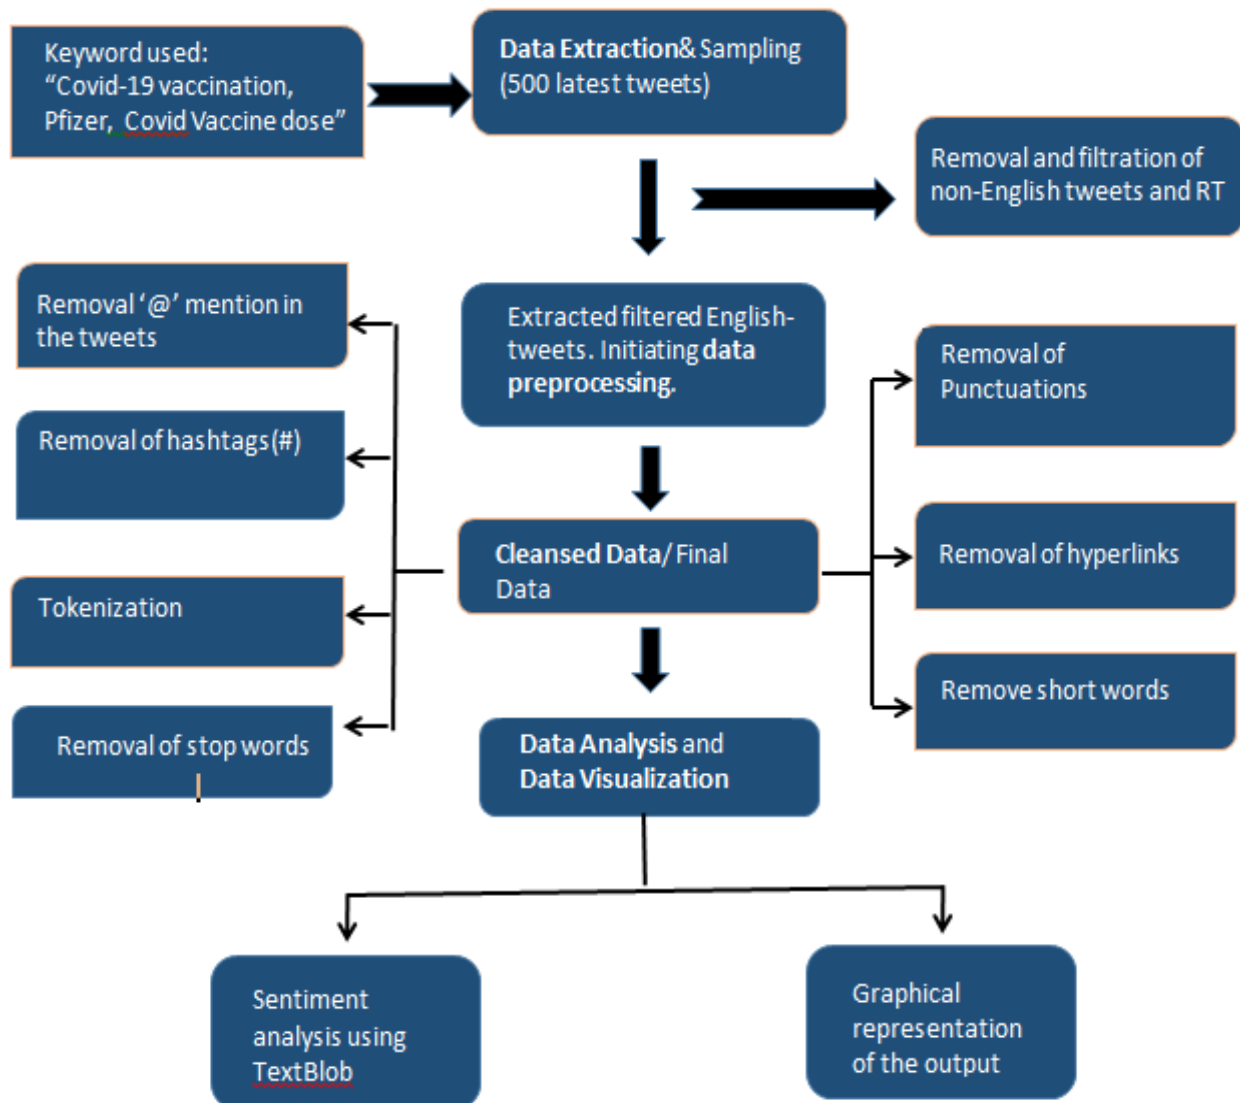 Keyword used:
“Covid-19 vaccination,
Pfizer, Covid Vaccine dose”
Data Extraction& Sampling
(500 latest tweets)
Removal and filtration of
non-English tweets and RT
Removal ‘@’ mention in
the tweets
Extracted filtered English-
tweets. Initiating data
preprocessing.
Removal of
Punctuations
Removal of hashtags(#)
Cleansed Data/ Final
Data
Removal of hyperlinks
Tokenization
Remove short words
Removal of stop words
Data Analysis and
Data Visualization
Sentiment
analysis using
TextBlob
Graphical
representation
of the output